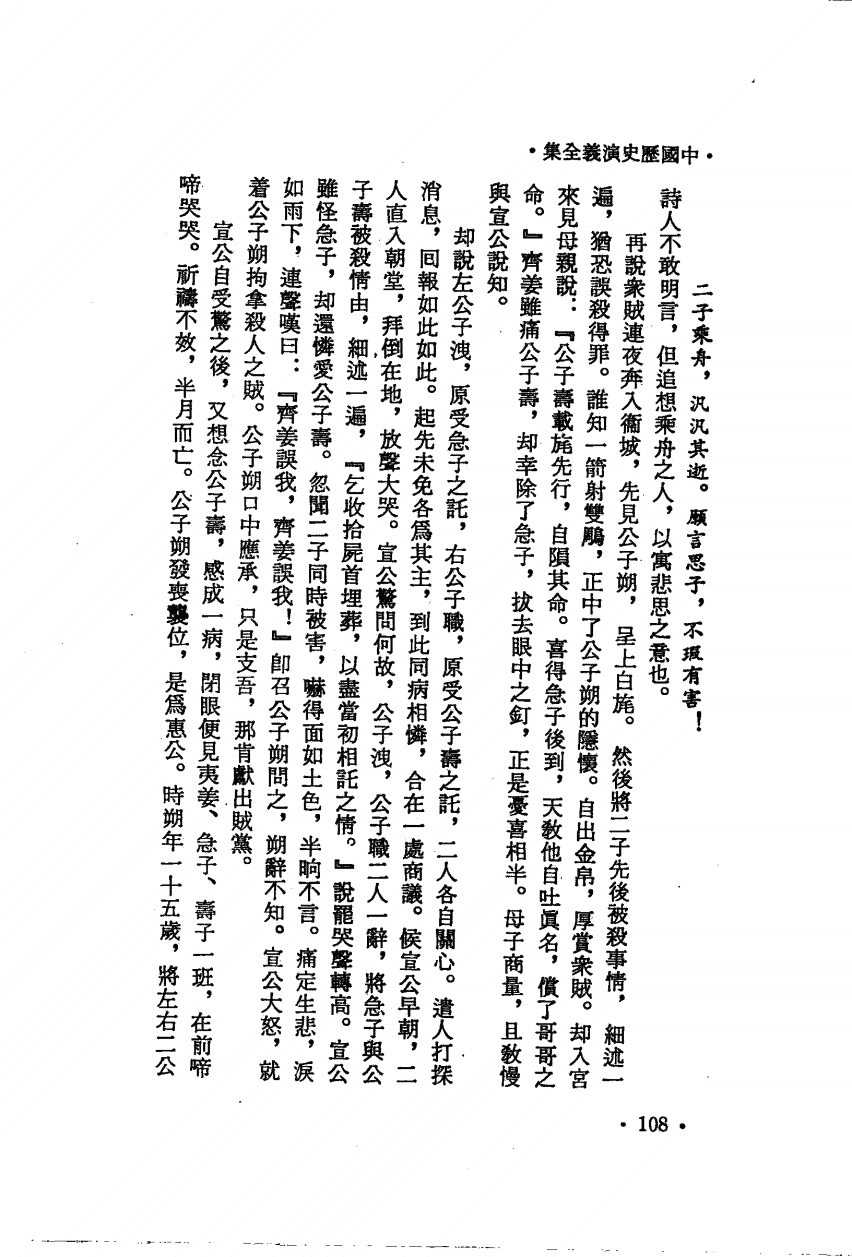 ·中國歷史演義全集·
二子乘舟，汎汎其逝。願言思子，不瑕有害！
詩人不敢明言，但追想乘舟之人，以寓悲思之意也。
再說衆賊連夜奔入衞城，先見公子朔，呈上白旄。然後將二子先後被殺事情，細述一
遍，猶恐誤殺得罪。誰知一箭射雙鵰，正中了公子朔的隱懷。自出金帛，厚賞衆賊。却入宮
來見母親說：『公子壽載旄先行，自隕其命。喜得急子後到，天敎他自吐眞名，償了哥哥之
命。』齊姜雖痛公子壽，却幸除了急子，拔去眼中之釘，正是憂喜相半。母子商量，且敎慢
與宣公說知。
却說左公子洩，原受急子之託，右公子職，原受公子壽之託，二人各自關心。遣人打探
消息，回報如此如此。起先未免各爲其主，到此同病相憐，合在一處商議。候宣公早朝，二
人直入朝堂，拜倒在地，放聲大哭。宣公驚問何故，公子洩，公子職二人一辭，將急子與公
子壽被殺情由，細述一遍，『乞收拾屍首埋葬，以盡當初相託之情。』說罷哭聲轉高。宣公
雖怪急子，却還憐愛公子壽。忽聞二子同時被害，嚇得面如土色，半晌不言。痛定生悲，淚
如雨下，連聲嘆曰：『齊姜誤我，齊姜誤我！』卽召公子朔問之，朔辭不知。宣公大怒，就
着公子朔拘拿殺人之賊。公子朔口中應承，只是支吾，那肯獻出賊黨。
宣公自受驚之後，又想念公子壽，感成一病，閉眼便見夷姜、急子、壽子一班，在前啼
啼哭哭。祈禱不效，半月而亡。公子朔發喪襲位，是爲惠公。時朔年一十五歲，將左右二公
·108·